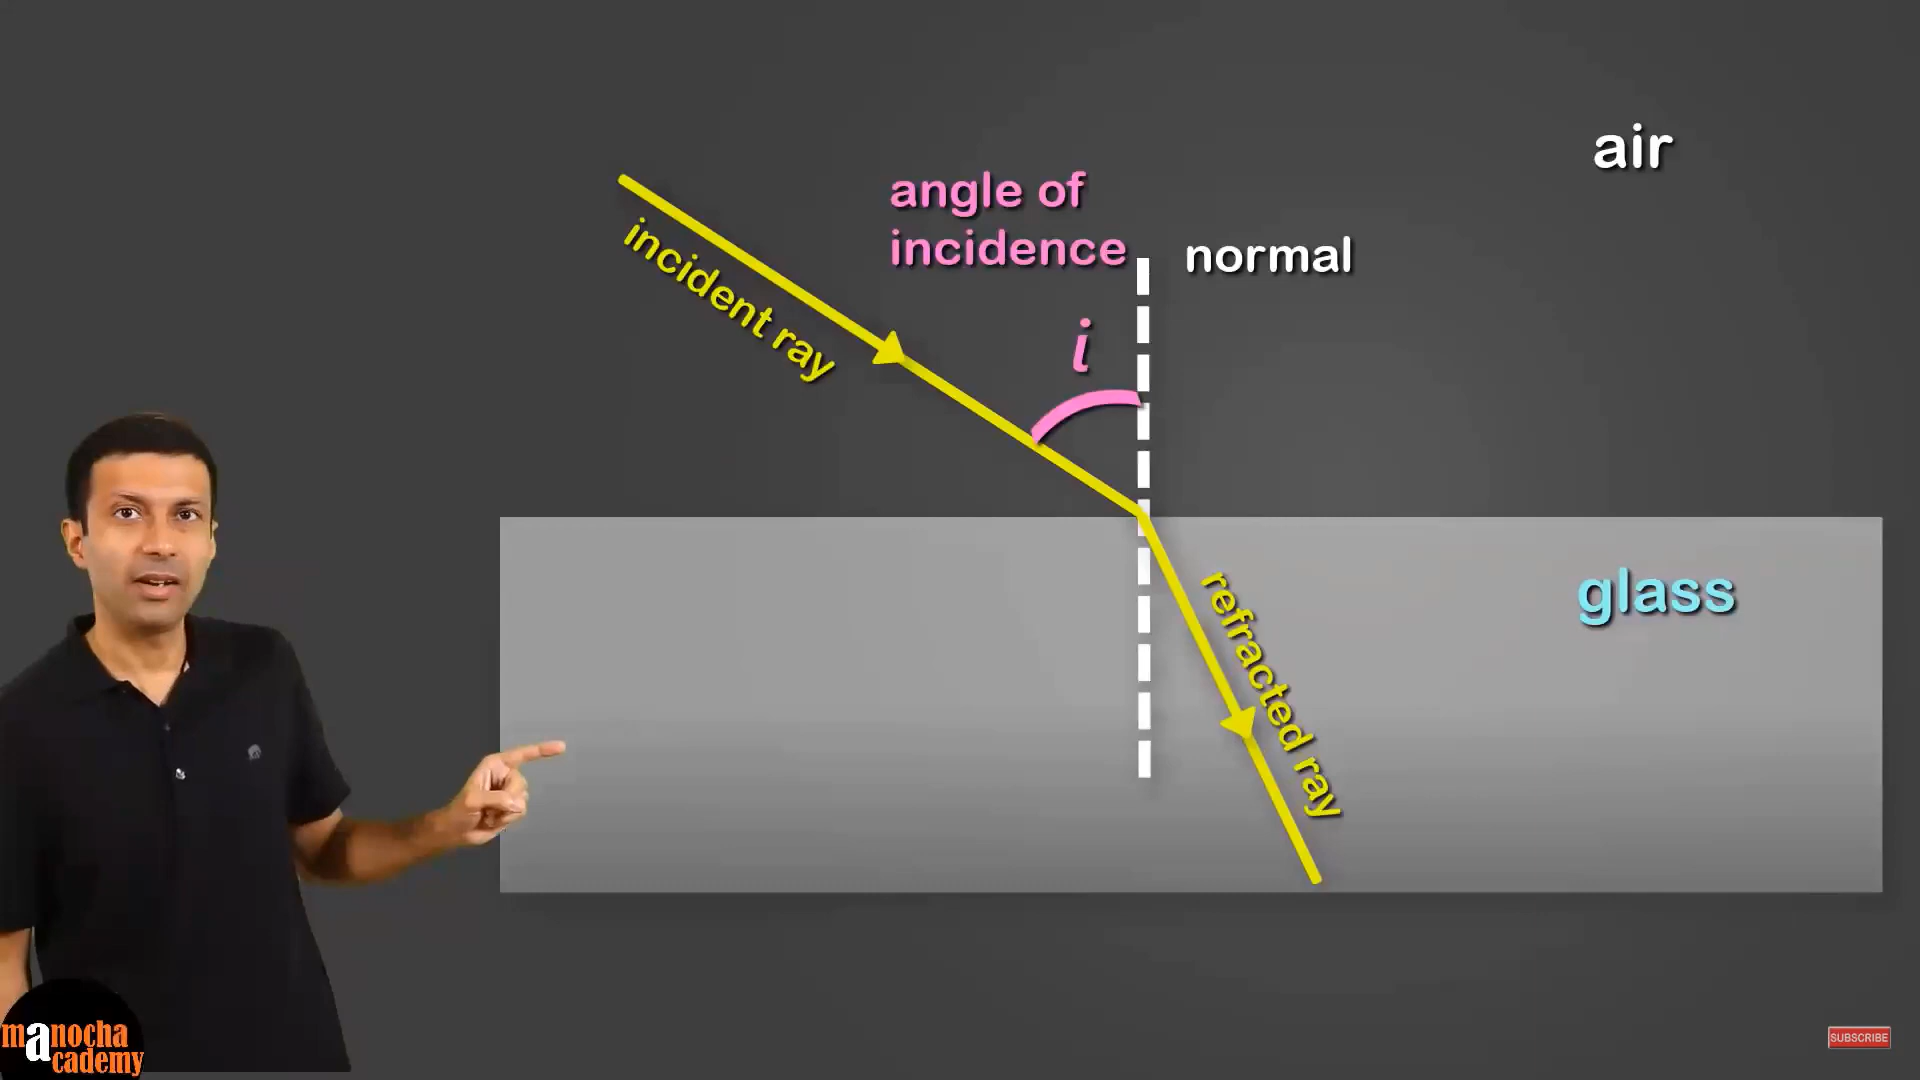 air
angle of
incidence
normal
incident ray
i
glass
refracted ray
manocha
academy
SUBSCRIBE